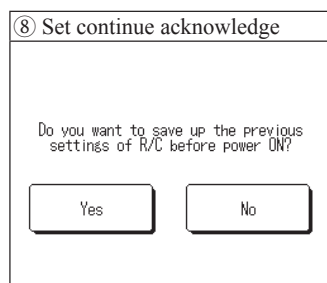 ⑧ Set continue acknowledge
Do you want to save up the previous
settings of R/C before power ON?
Yes
No